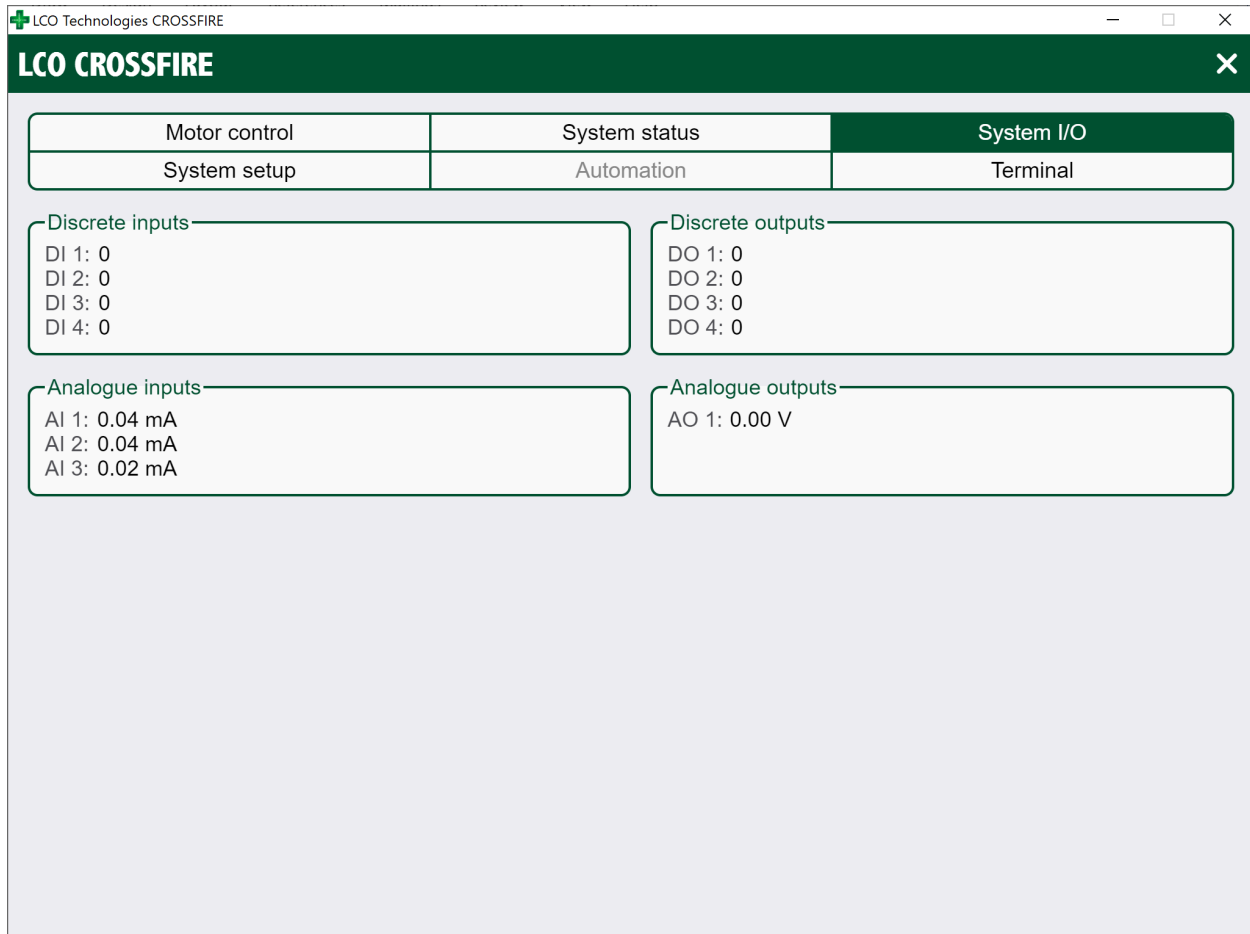 LCO Technologies CROSSFIRE
LCO CROSSFIRE
Motor control
System status
System I/O
System setup
Automation
Terminal
Discrete inputs
DI 1: 0
DI 2: 0
DI 3: 0
DI 4: 0
Discrete outputs
DO 1: 0
DO 2: 0
DO 3: 0
DO 4: 0
Analogue inputs
AI 1: 0.04 mA
AI 2: 0.04 mA
AI 3: 0.02 mA
Analogue outputs
AO 1: 0.00 V